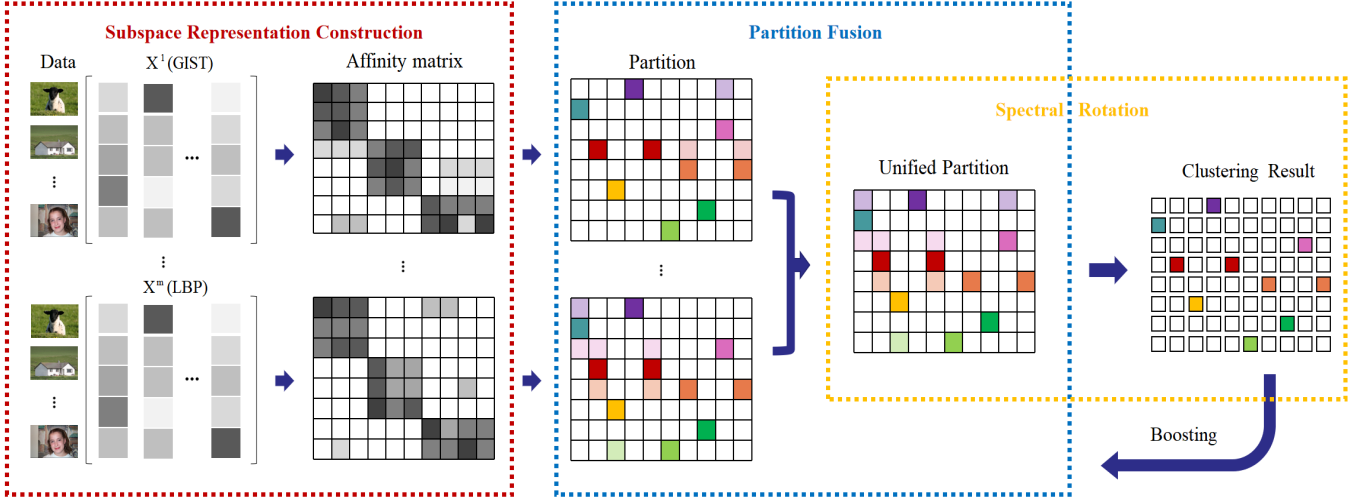 Subspace Representation Construction
Partition Fusion
Data
X¹(GIST)
Affinity matrix
Partition
Spectral Rotation
Unified Partition
Clustering Result
...
...
...
...
...
Xᵐ(LBP)
...
...
Boosting